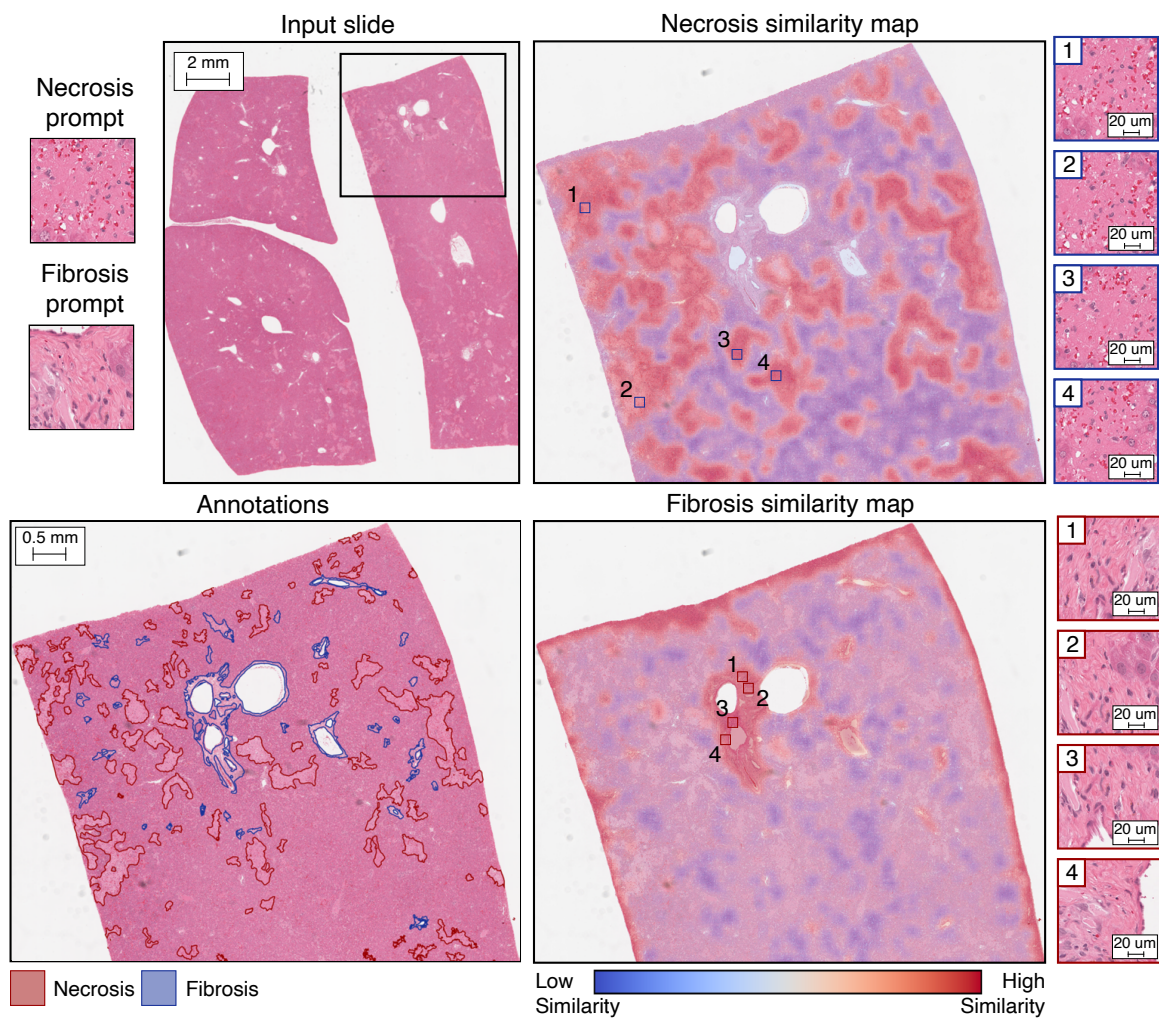 Input slide
Necrosis similarity map
2 mm
Necrosis
prompt
Fibrosis
prompt
1
2
3
4
1
20 um
2
20 um
3
20 um
4
20 um
Annotations
Fibrosis similarity map
0.5 mm
1
2
3
4
1
20 um
2
20 um
3
20 um
4
20 um
Necrosis
Fibrosis
Low
Similarity
High
Similarity